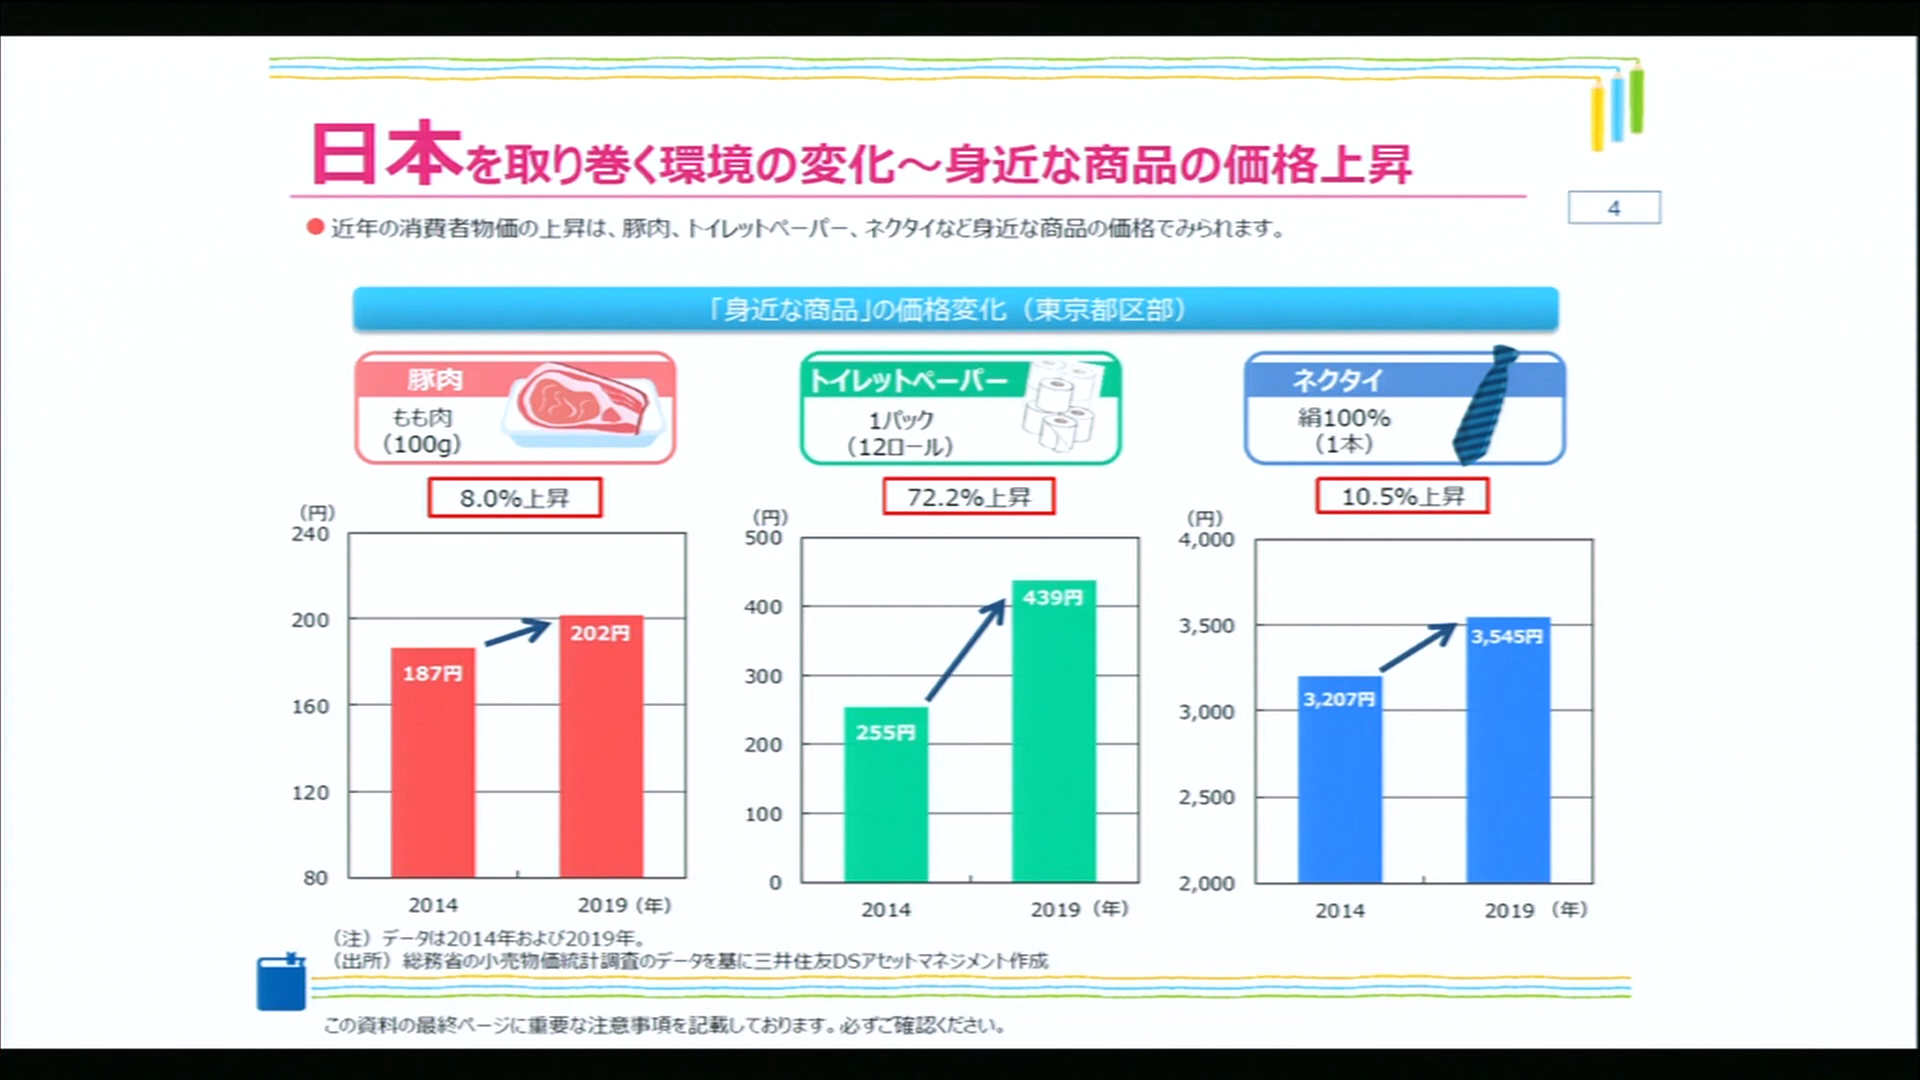 日本を取り巻く環境の変化～身近な商品の価格上昇
4
●近年の消費者物価の上昇は、豚肉、トイレットペーパー、ネクタイなど身近な商品の価格でみられます。
「身近な商品」の価格変化（東京都区部）
豚肉
もも肉
（100g）
8.0%上昇
（円）
240
200
160
120
80
187円
202円
2014
2019（年）
トイレットペーパー
1パック
（12ロール）
72.2%上昇
（円）
500
400
300
200
100
0
255円
439円
2014
2019（年）
ネクタイ
絹100%
（1本）
10.5%上昇
（円）
4,000
3,500
3,000
2,500
2,000
3,207円
3,545円
2014
2019（年）
（注）データは2014年および2019年。
（出所）総務省の小売物価統計調査のデータを基に三井住友DSアセットマネジメント作成
この資料の最終ページに重要な注意事項を記載しております。必ずご確認ください。